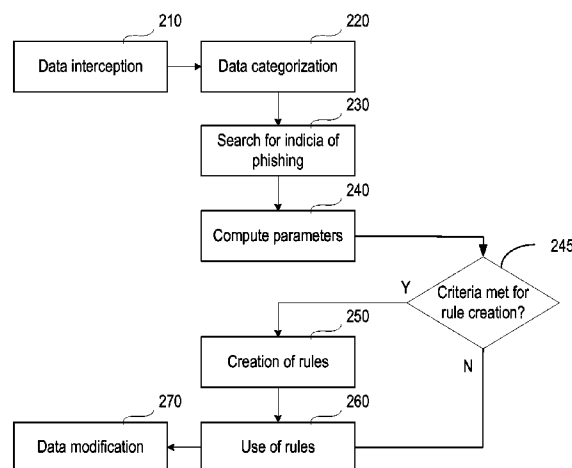 210
Data interception
220
Data categorization
230
Search for indicia of
phishing
240
Compute parameters
245
Criteria met for
rule creation?
Y
N
250
Creation of rules
260
Use of rules
270
Data modification